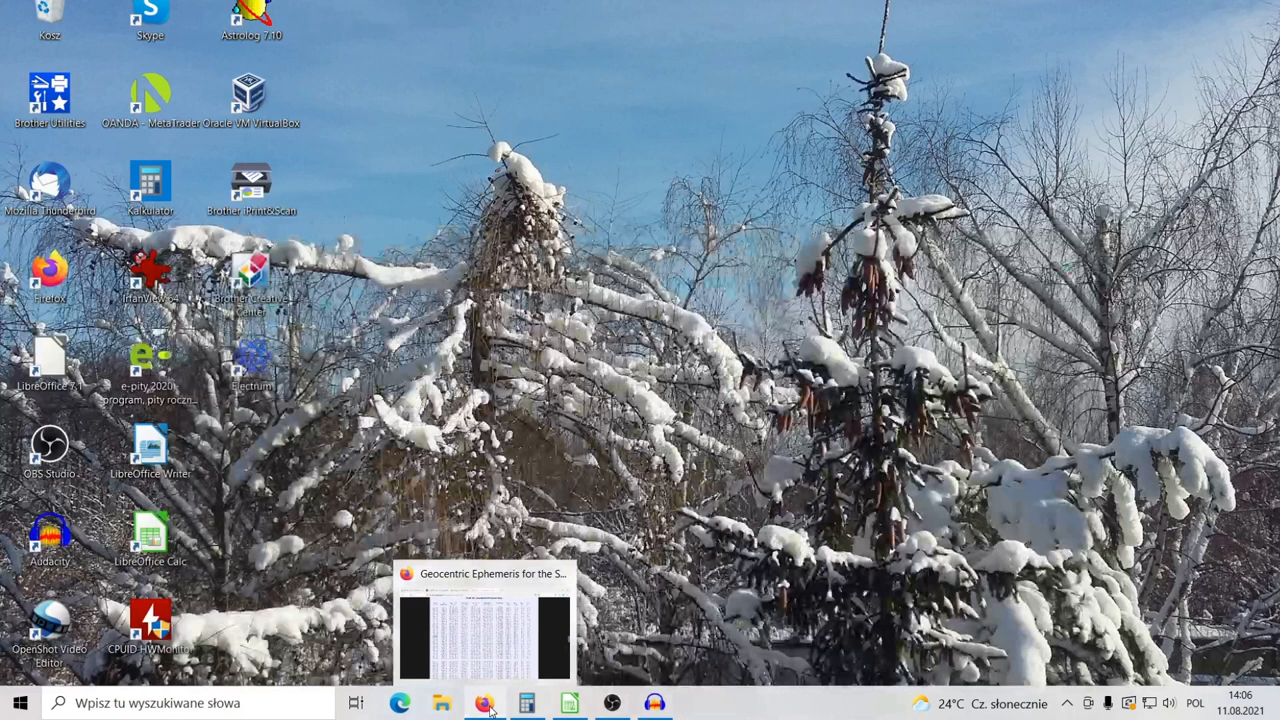 Kosz
Skype
Astrolog 7.10
Brother Utilities
OANDA - MetaTrader
Oracle VM VirtualBox
Mozilla Thunderbird
Kalkulator
Brother iPrint&Scan
Firefox
IrfanView 64
Brother Creative Center
LibreOffice 7.1
e-pity 2020
program, pity roczn...
Electrum
OBS Studio
LibreOffice Writer
Audacity
LibreOffice Calc
OpenShot Video
Editor
CPUID HWMonitor
Geocentric Ephemeris for the S...
Wpisz tu wyszukiwane słowa
24°C Cz. słonecznie
POL
14:06
11.08.2021